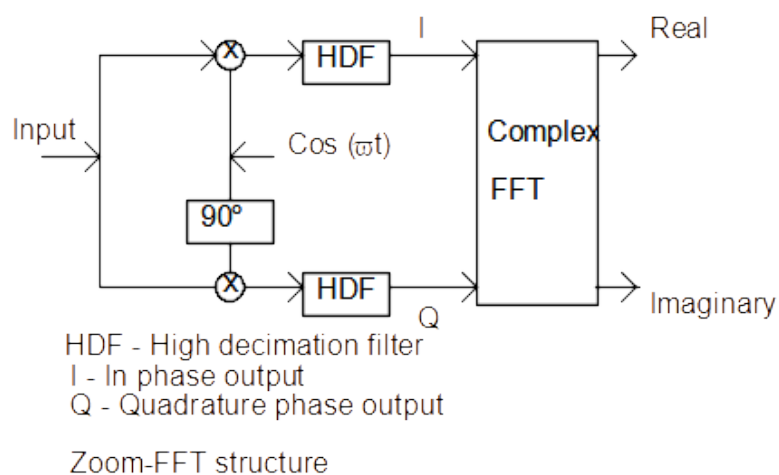 I
Real
X
HDF
Input
Cos (ϖt)
Complex
FFT
90º
X
HDF
Q
Imaginary
HDF - High decimation filter
I - In phase output
Q - Quadrature phase output
Zoom-FFT structure